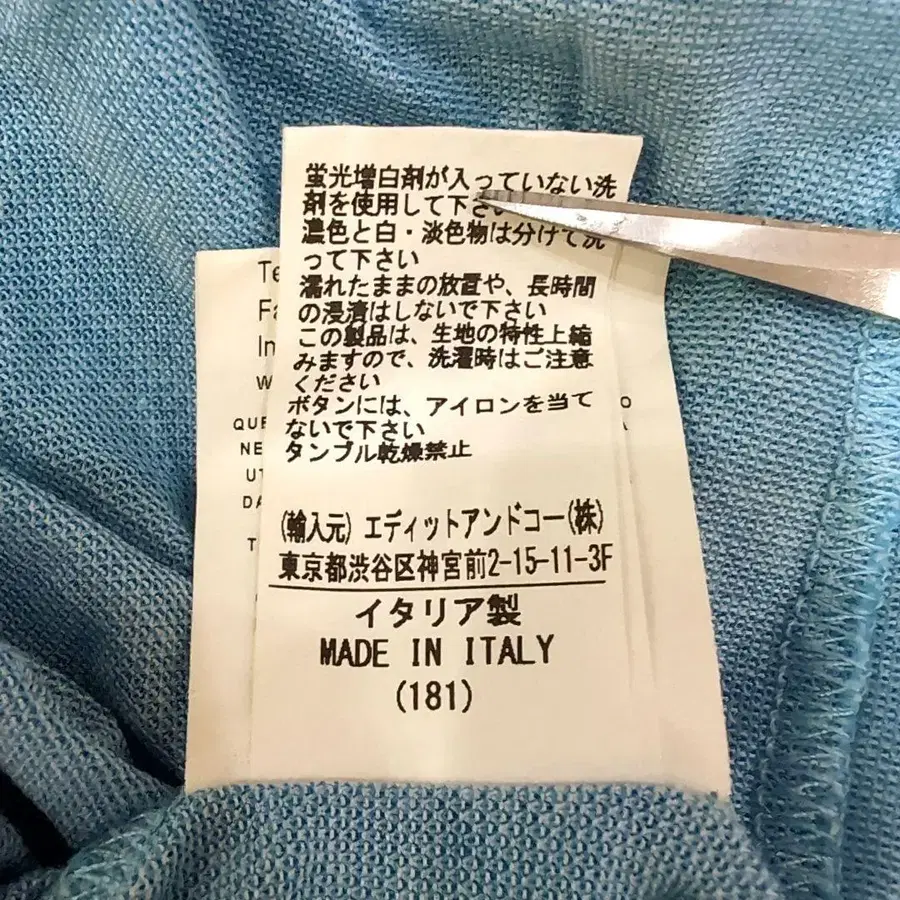 蛍光増白剤が入っていない洗
剤を使用して下さい
濃色と白・淡色物は分けて洗
って下さい
濡れたままの放置や、長時間
の浸漬はしないで下さい
この製品は、生地の特性上縮
みますので、洗濯時はご注意
ください
ボタンには、アイロンを当て
ないで下さい
タンブル乾燥禁止
(輸入元) エディットアンドコー(株)
東京都渋谷区神宮前2-15-11-3F
イタリア製
MADE IN ITALY
(181)